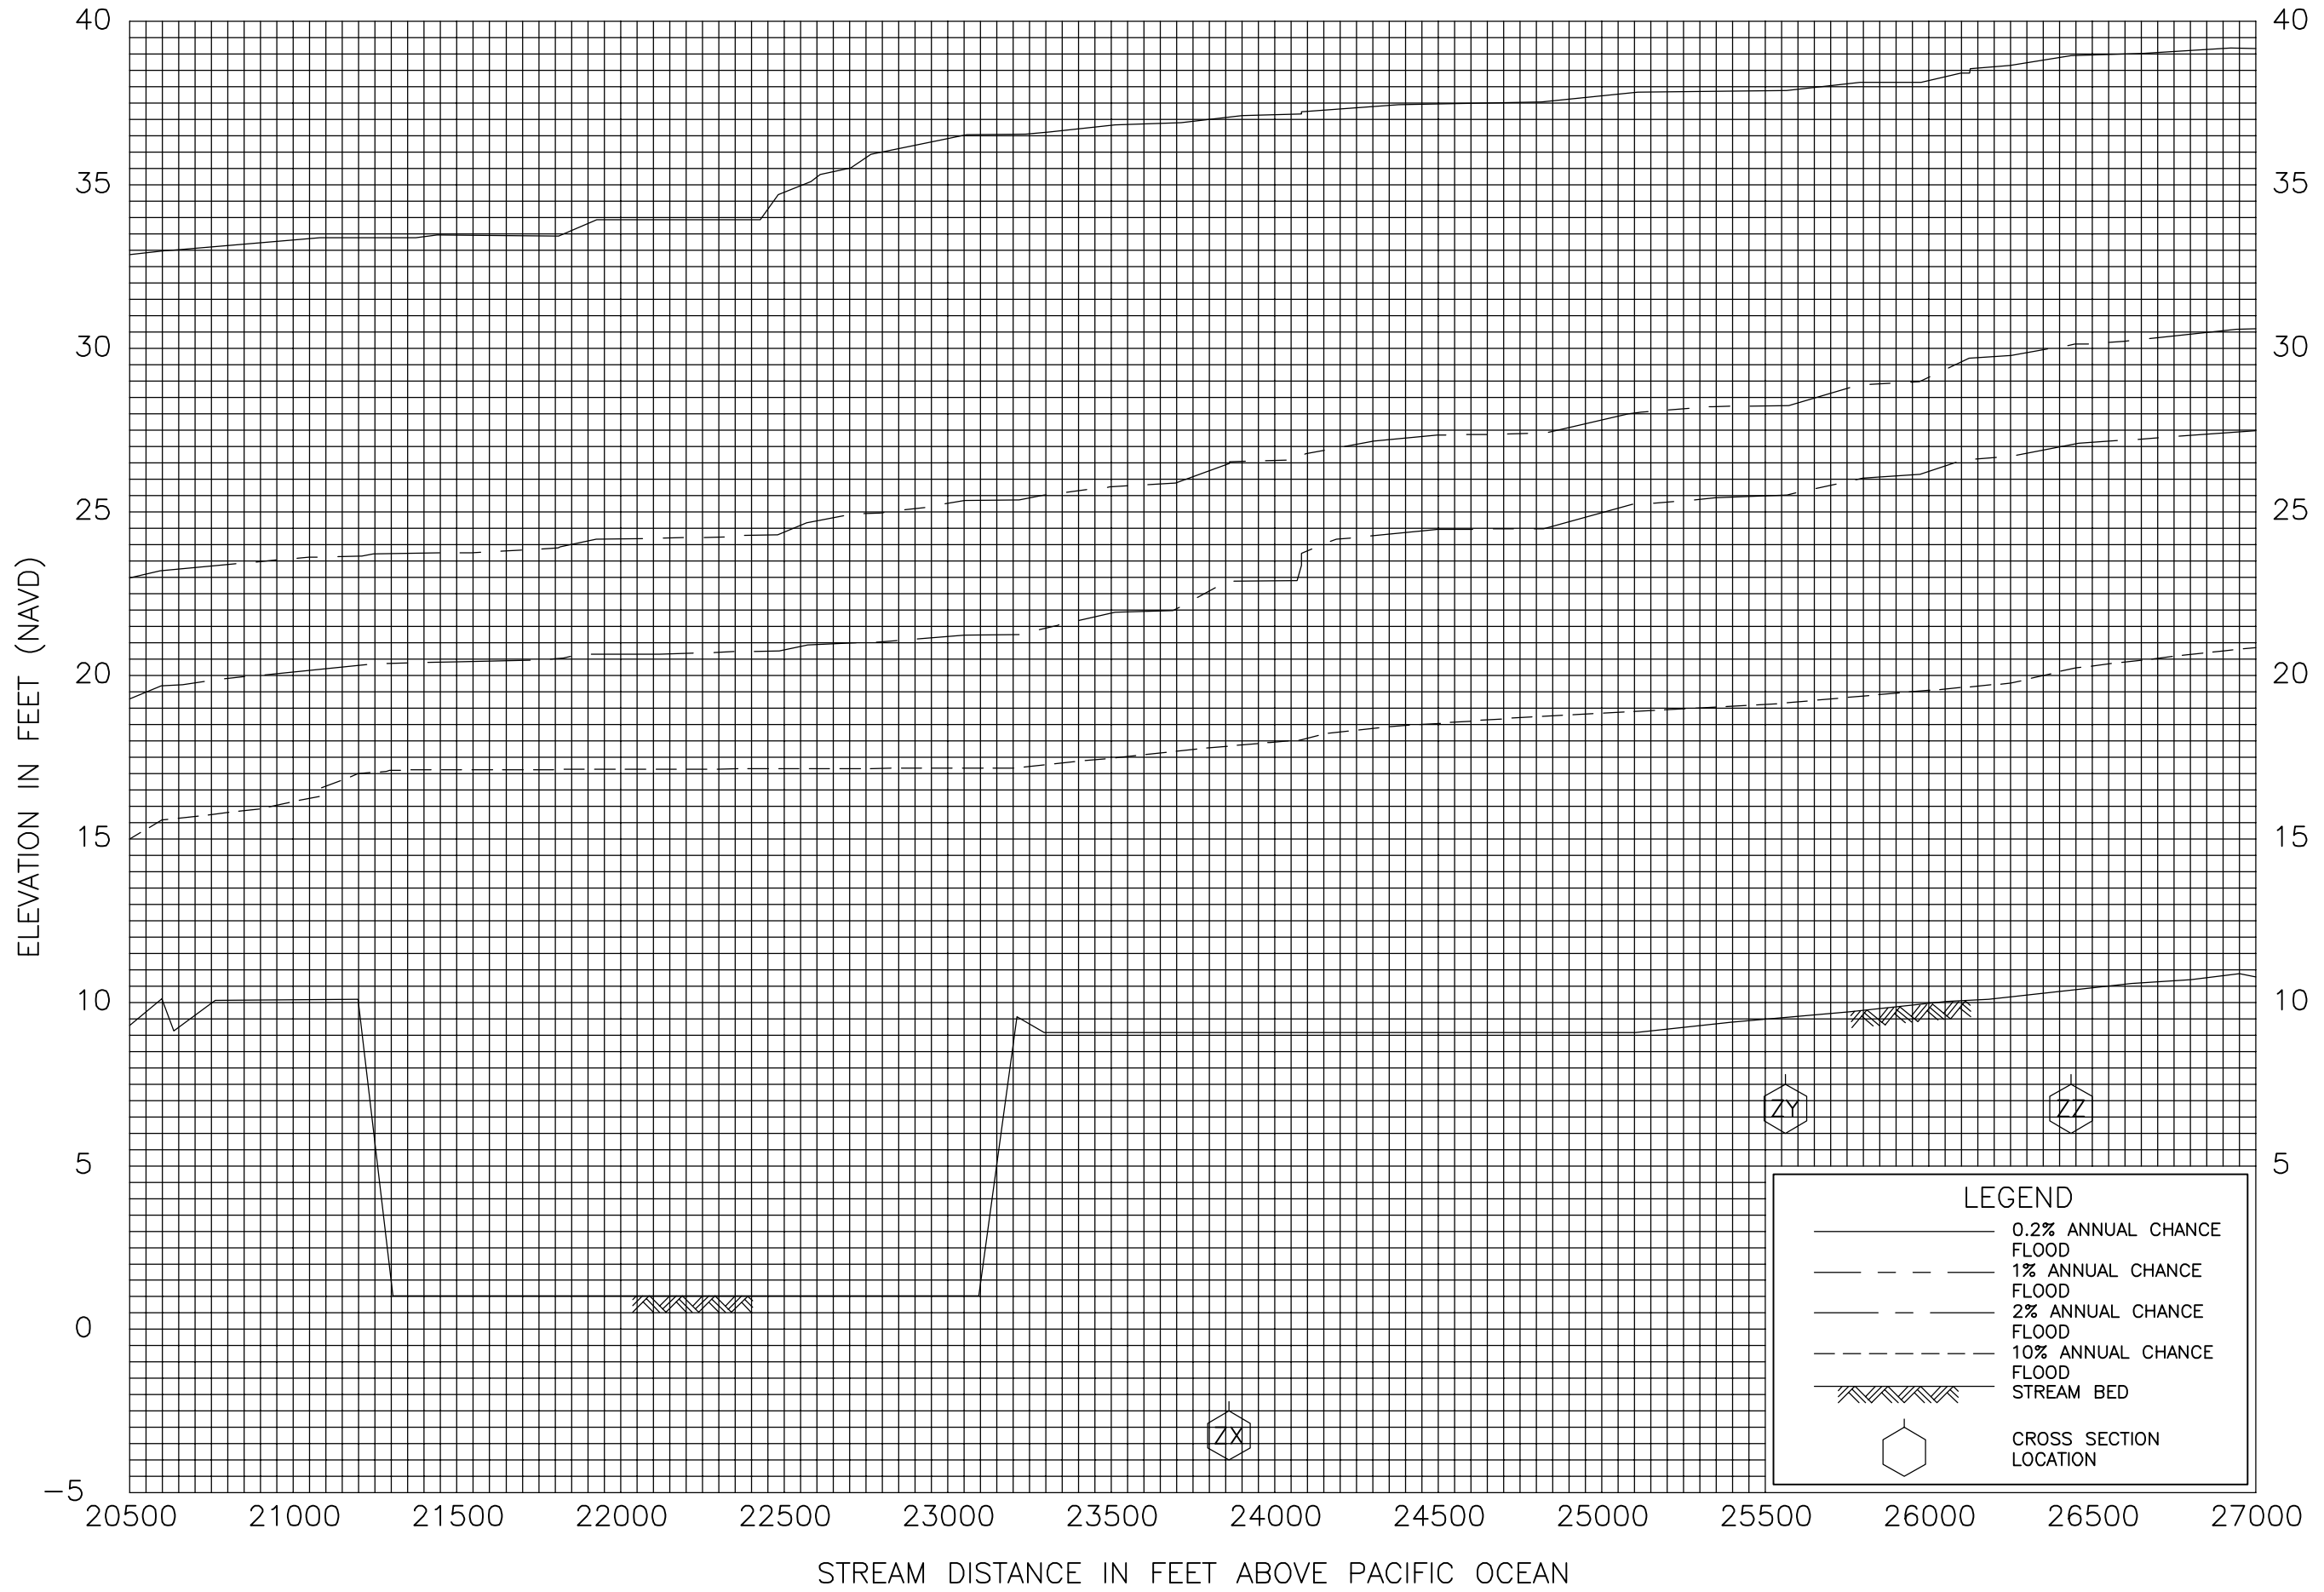 40
40
35
35
30
30
25
25
20
20
15
15
10
10
5
5
0
-5
ELEVATION IN FEET (NAVD)
ZY
ZZ
ZX
LEGEND
0.2% ANNUAL CHANCE
FLOOD
1% ANNUAL CHANCE
FLOOD
2% ANNUAL CHANCE
FLOOD
10% ANNUAL CHANCE
FLOOD
STREAM BED
CROSS SECTION
LOCATION
20500 21000 21500 22000 22500 23000 23500 24000 24500 25000 25500 26000 26500 27000
STREAM DISTANCE IN FEET ABOVE PACIFIC OCEAN